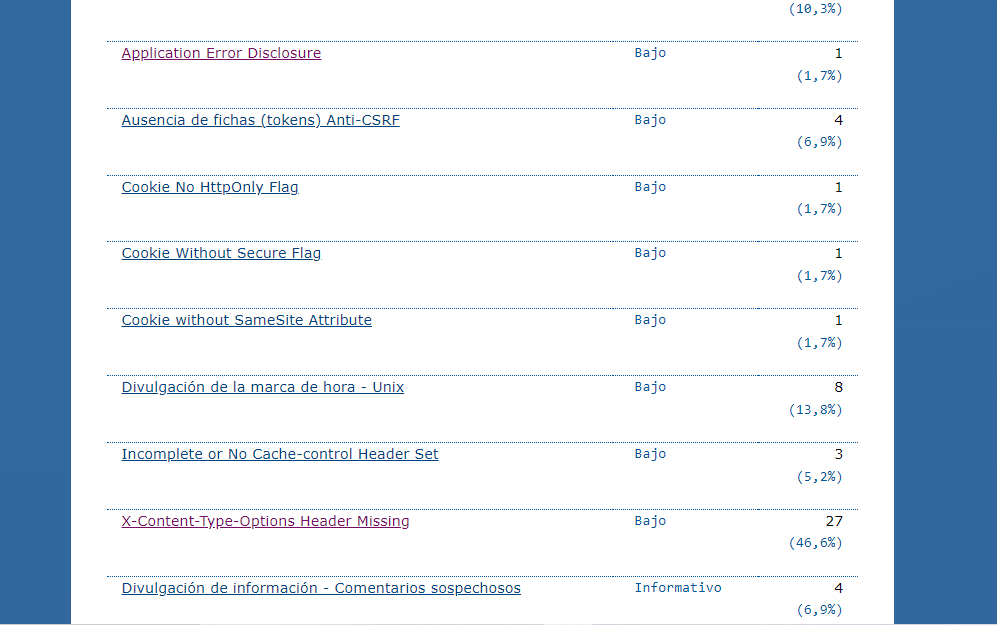 (10,3%)
Application Error Disclosure Bajo 1
(1,7%)
Ausencia de fichas (tokens) Anti-CSRF Bajo 4
(6,9%)
Cookie No HttpOnly Flag Bajo 1
(1,7%)
Cookie Without Secure Flag Bajo 1
(1,7%)
Cookie without SameSite Attribute Bajo 1
(1,7%)
Divulgación de la marca de hora - Unix Bajo 8
(13,8%)
Incomplete or No Cache-control Header Set Bajo 3
(5,2%)
X-Content-Type-Options Header Missing Bajo 27
(46,6%)
Divulgación de información - Comentarios sospechosos Informativo 4
(6,9%)